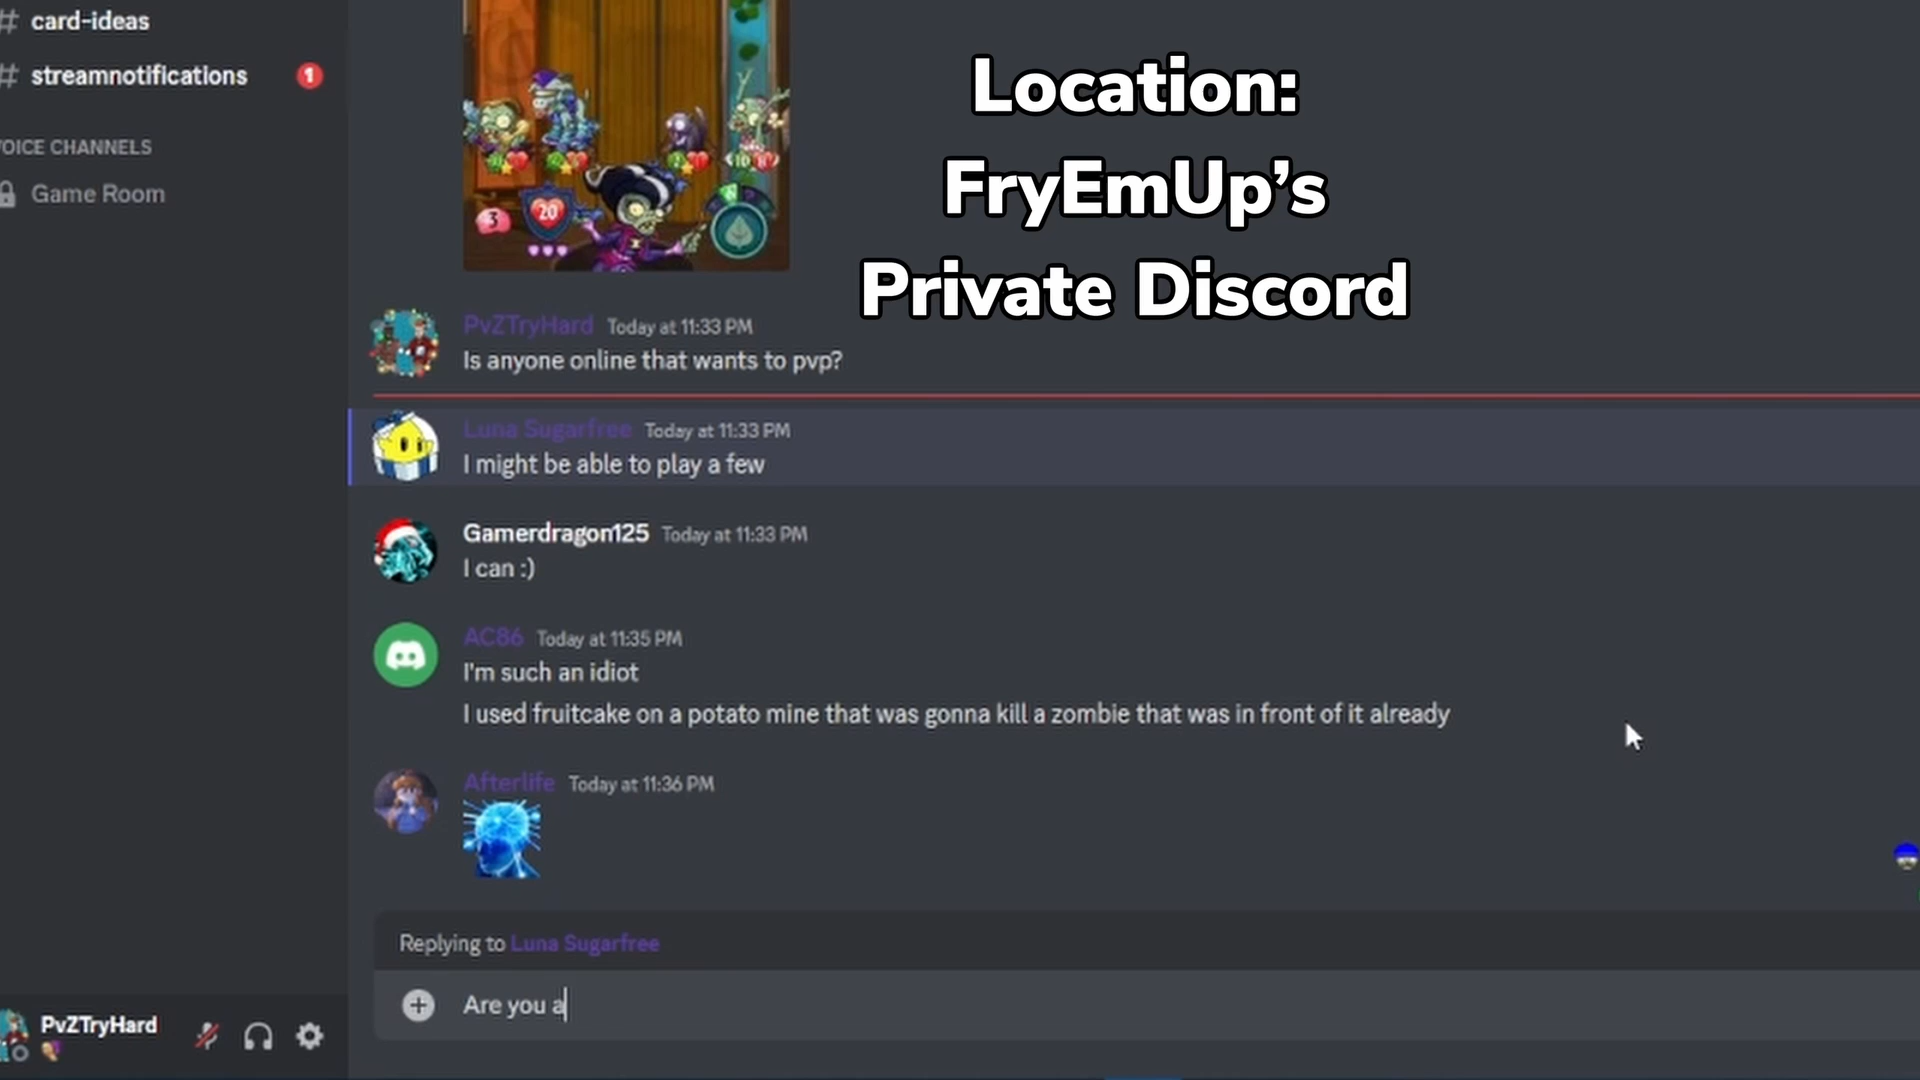 # card-ideas
# streamnotifications 1
VOICE CHANNELS
Game Room
3
20
Location:
FryEmUp’s
Private Discord
PvZTryHard Today at 11:33 PM
Is anyone online that wants to pvp?
Luna Sugarfree Today at 11:33 PM
I might be able to play a few
Gamerdragon125 Today at 11:33 PM
I can :)
AC86 Today at 11:35 PM
I'm such an idiot
I used fruitcake on a potato mine that was gonna kill a zombie that was in front of it already
Afterlife Today at 11:36 PM
Replying to Luna Sugarfree
Are you a
PvZTryHard